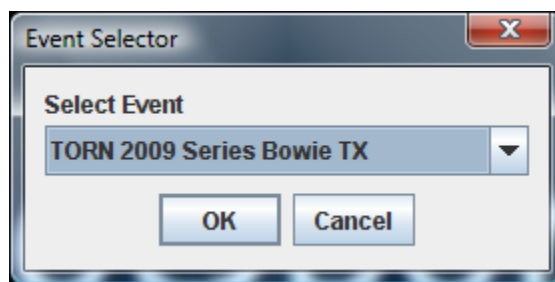 Event Selector
Select Event
TORN 2009 Series Bowie TX
OK Cancel